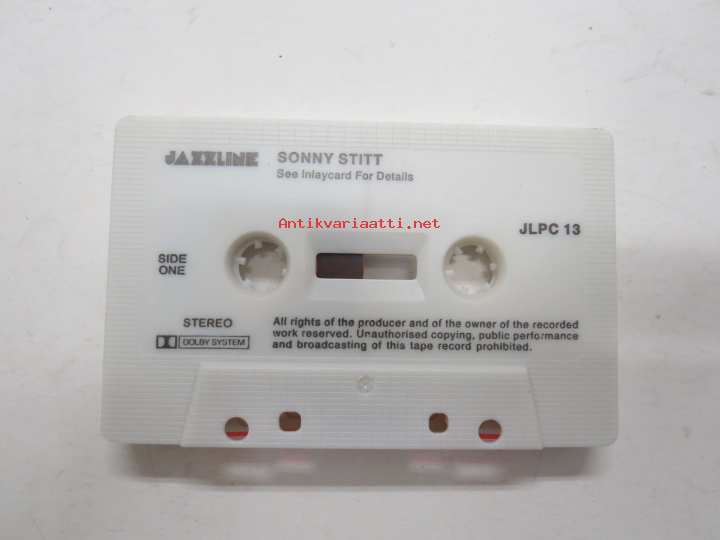 JAZZLINE SONNY STITT
See Inlaycard For Details
Antikvariaatti.net
JLPC 13
SIDE
ONE
STEREO
DOLBY SYSTEM
All rights of the producer and of the owner of the recorded
work reserved. Unauthorised copying, public performance
and broadcasting of this tape record prohibited.